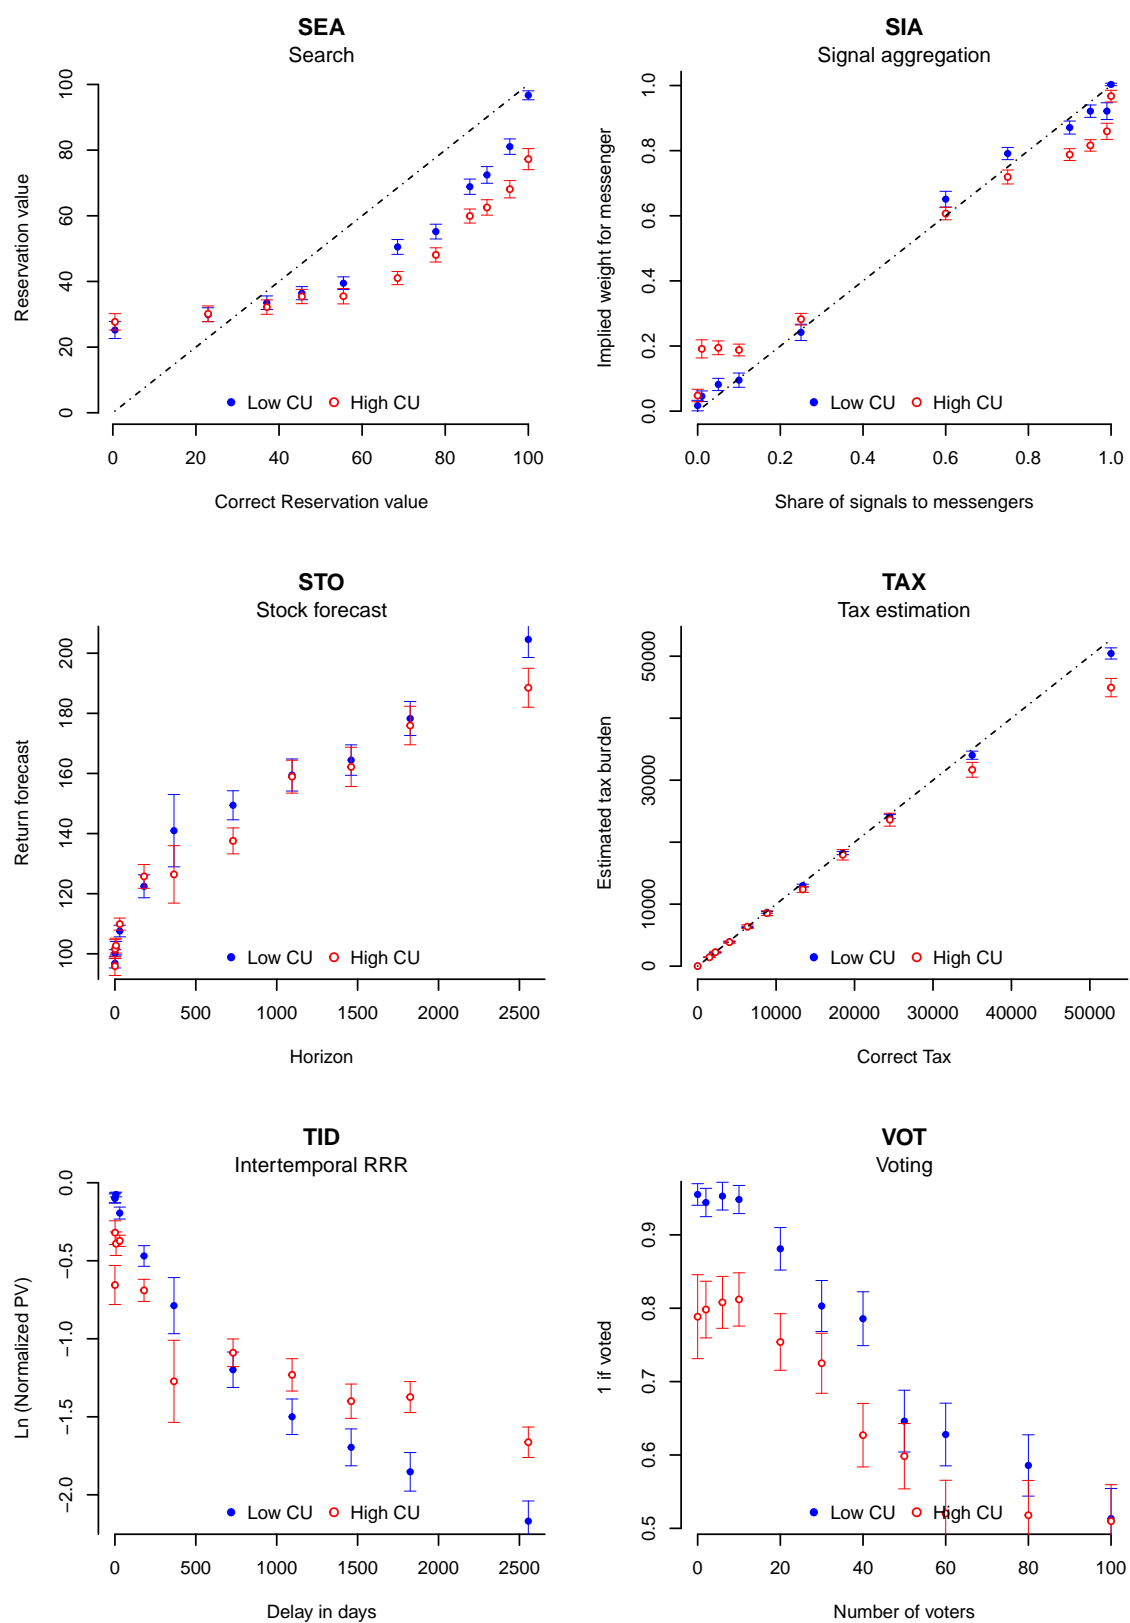 SEA
Search
Reservation value
0 20 40 60 80 100
Low CU High CU
0 20 40 60 80 100
Correct Reservation value
SIA
Signal aggregation
Implied weight for messenger
0.0 0.2 0.4 0.6 0.8 1.0
Low CU High CU
0.0 0.2 0.4 0.6 0.8 1.0
Share of signals to messengers
STO
Stock forecast
Return forecast
100 120 140 160 180 200
Low CU High CU
0 500 1000 1500 2000 2500
Horizon
TAX
Tax estimation
Estimated tax burden
0 10000 30000 50000
Low CU High CU
0 10000 20000 30000 40000 50000
Correct Tax
TID
Intertemporal RRR
Ln (Normalized PV)
−2.0 −1.5 −1.0 −0.5 0.0
Low CU High CU
0 500 1000 1500 2000 2500
Delay in days
VOT
Voting
1 if voted
0.5 0.6 0.7 0.8 0.9
Low CU High CU
0 20 40 60 80 100
Number of voters